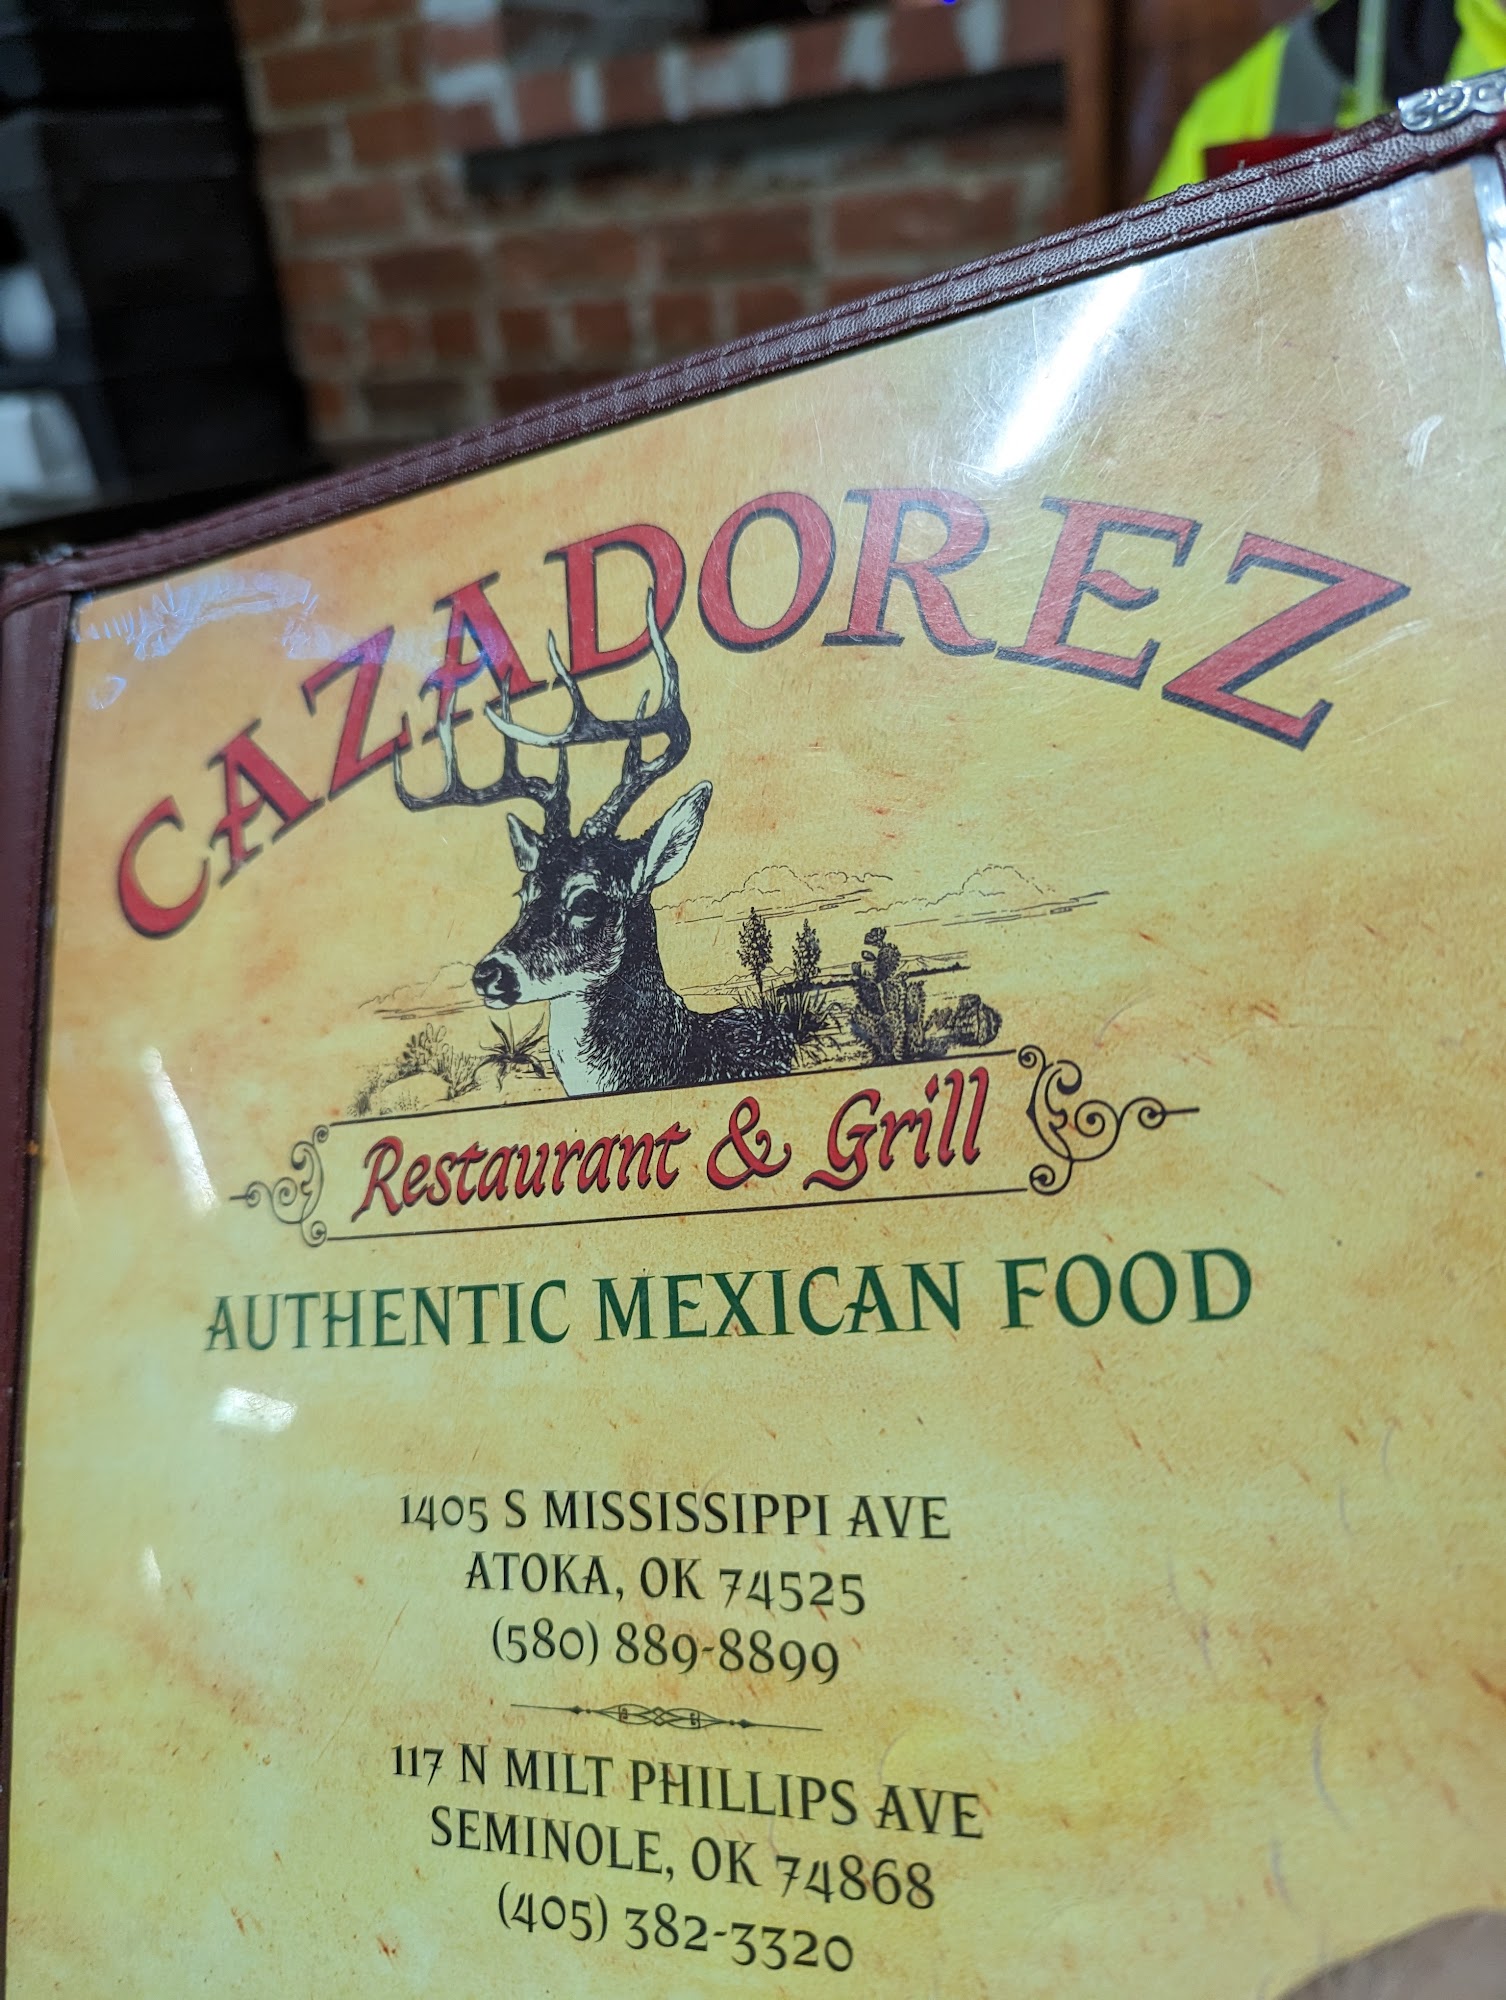 CAZADOREZ
Restaurant & Grill
AUTHENTIC MEXICAN FOOD
1405 S MISSISSIPPI AVE
ATOKA, OK 74525
(580) 889-8899
117 N MILT PHILLIPS AVE
SEMINOLE, OK 74868
(405) 382-3320